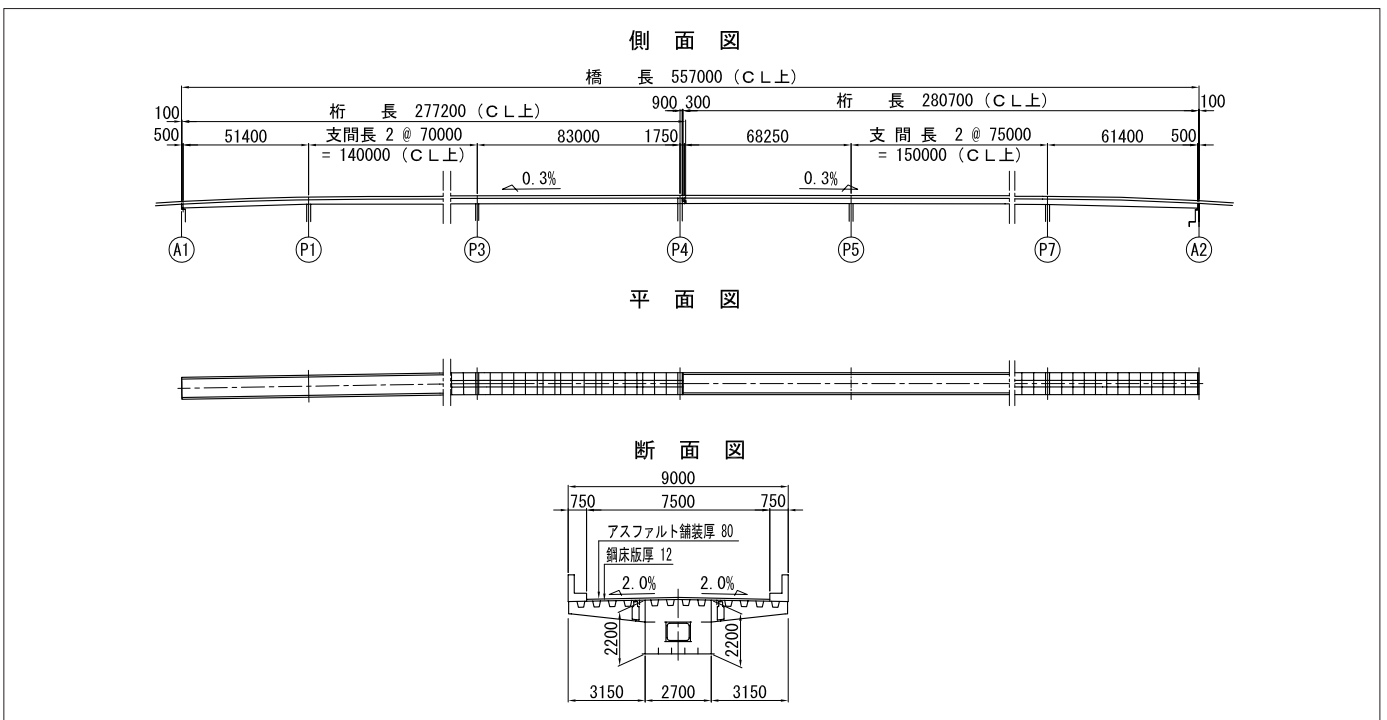 側 面 図
橋 長 557000 (CL上)
100 桁 長 277200 (CL上) 900 300 桁 長 280700 (CL上) 100
500 51400 支間長 2 @ 70000 83000 1750 68250 支間長 2 @ 75000 61400 500
= 140000 (CL上) = 150000 (CL上)
0.3% 0.3%
A1 P1 P3 P4 P5 P7 A2
平 面 図
断 面 図
9000
750 7500 750
アスファルト舗装厚 80
鋼床版厚 12
2.0% 2.0%
2200 2200
3150 2700 3150